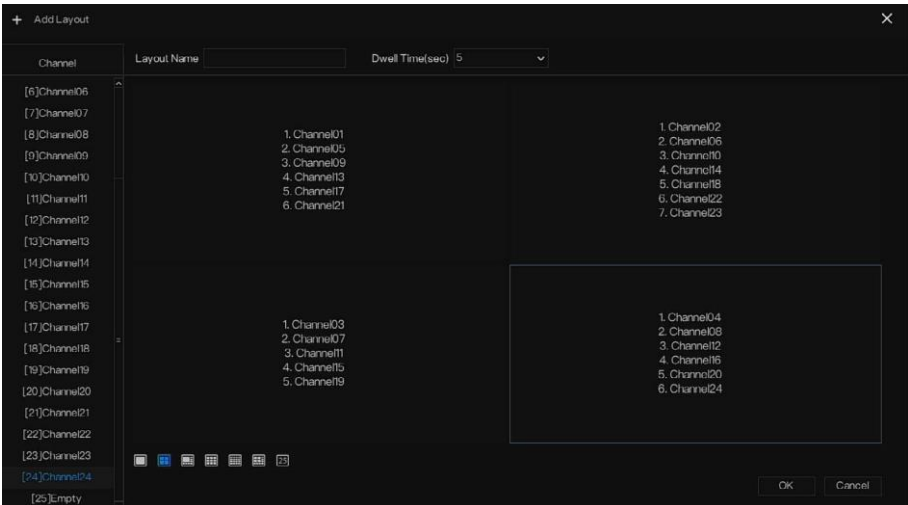 + Add Layout
Channel
Layout Name
Dwell Time(sec) 5
[6]Channel06
[7]Channel07
[8]Channel08
[9]Channel09
[10]Channel10
[11]Channel11
[12]Channel12
[13]Channel13
[14]Channel14
[15]Channel15
[16]Channel16
[17]Channel17
[18]Channel18
[19]Channel19
[20]Channel20
[21]Channel21
[22]Channel22
[23]Channel23
[24]Channel24
[25]Empty
1. Channel01
2. Channel05
3. Channel09
4. Channel13
5. Channel17
6. Channel21
1. Channel02
2. Channel06
3. Channel10
4. Channel14
5. Channel18
6. Channel22
7. Channel23
1. Channel03
2. Channel07
3. Channel11
4. Channel15
5. Channel19
1. Channel04
2. Channel08
3. Channel12
4. Channel16
5. Channel20
6. Channel24
25
OK
Cancel